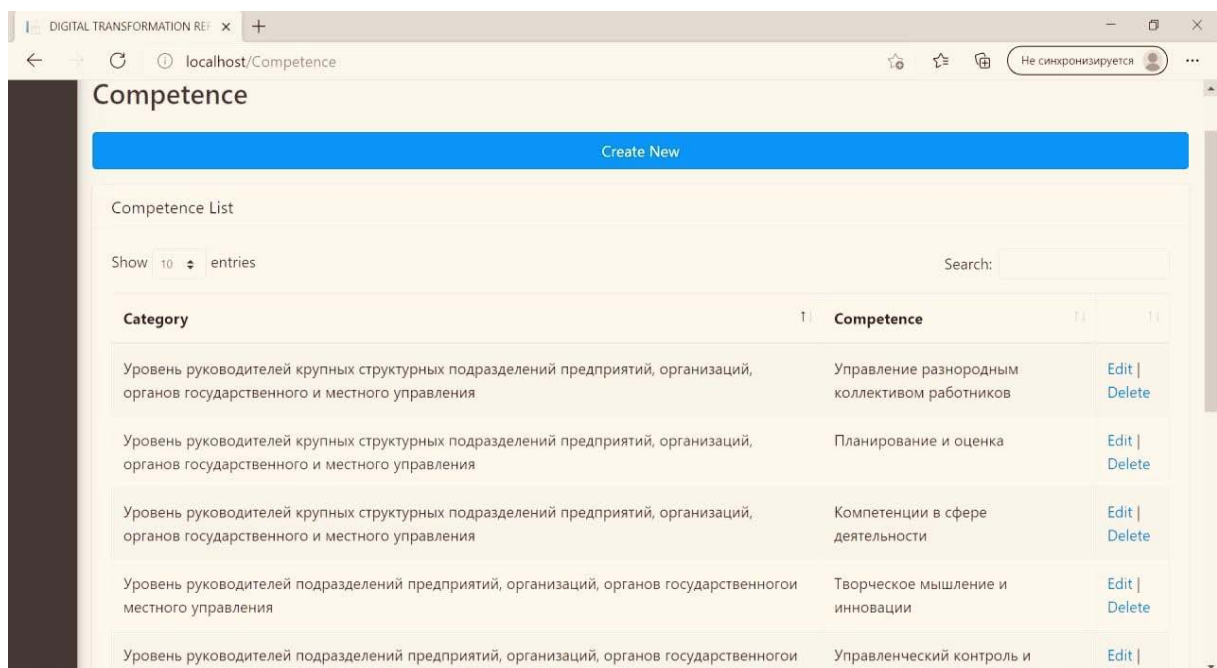 DIGITAL TRANSFORMATION REF
localhost/Competence
Не синхронизируется
Competence
Create New
Competence List
Show 10 entries
Search:
Category Competence
Уровень руководителей крупных структурных подразделений предприятий, организаций, Управление разнородным Edit |
органов государственного и местного управления коллективом работников Delete
Уровень руководителей крупных структурных подразделений предприятий, организаций, Планирование и оценка Edit |
органов государственного и местного управления Delete
Уровень руководителей крупных структурных подразделений предприятий, организаций, Компетенции в сфере Edit |
органов государственного и местного управления деятельности Delete
Уровень руководителей подразделений предприятий, организаций, органов государственногои Творческое мышление и Edit |
местного управления инновации Delete
Уровень руководителей подразделений предприятий, организаций, органов государственногои Управленческий контроль и Edit |